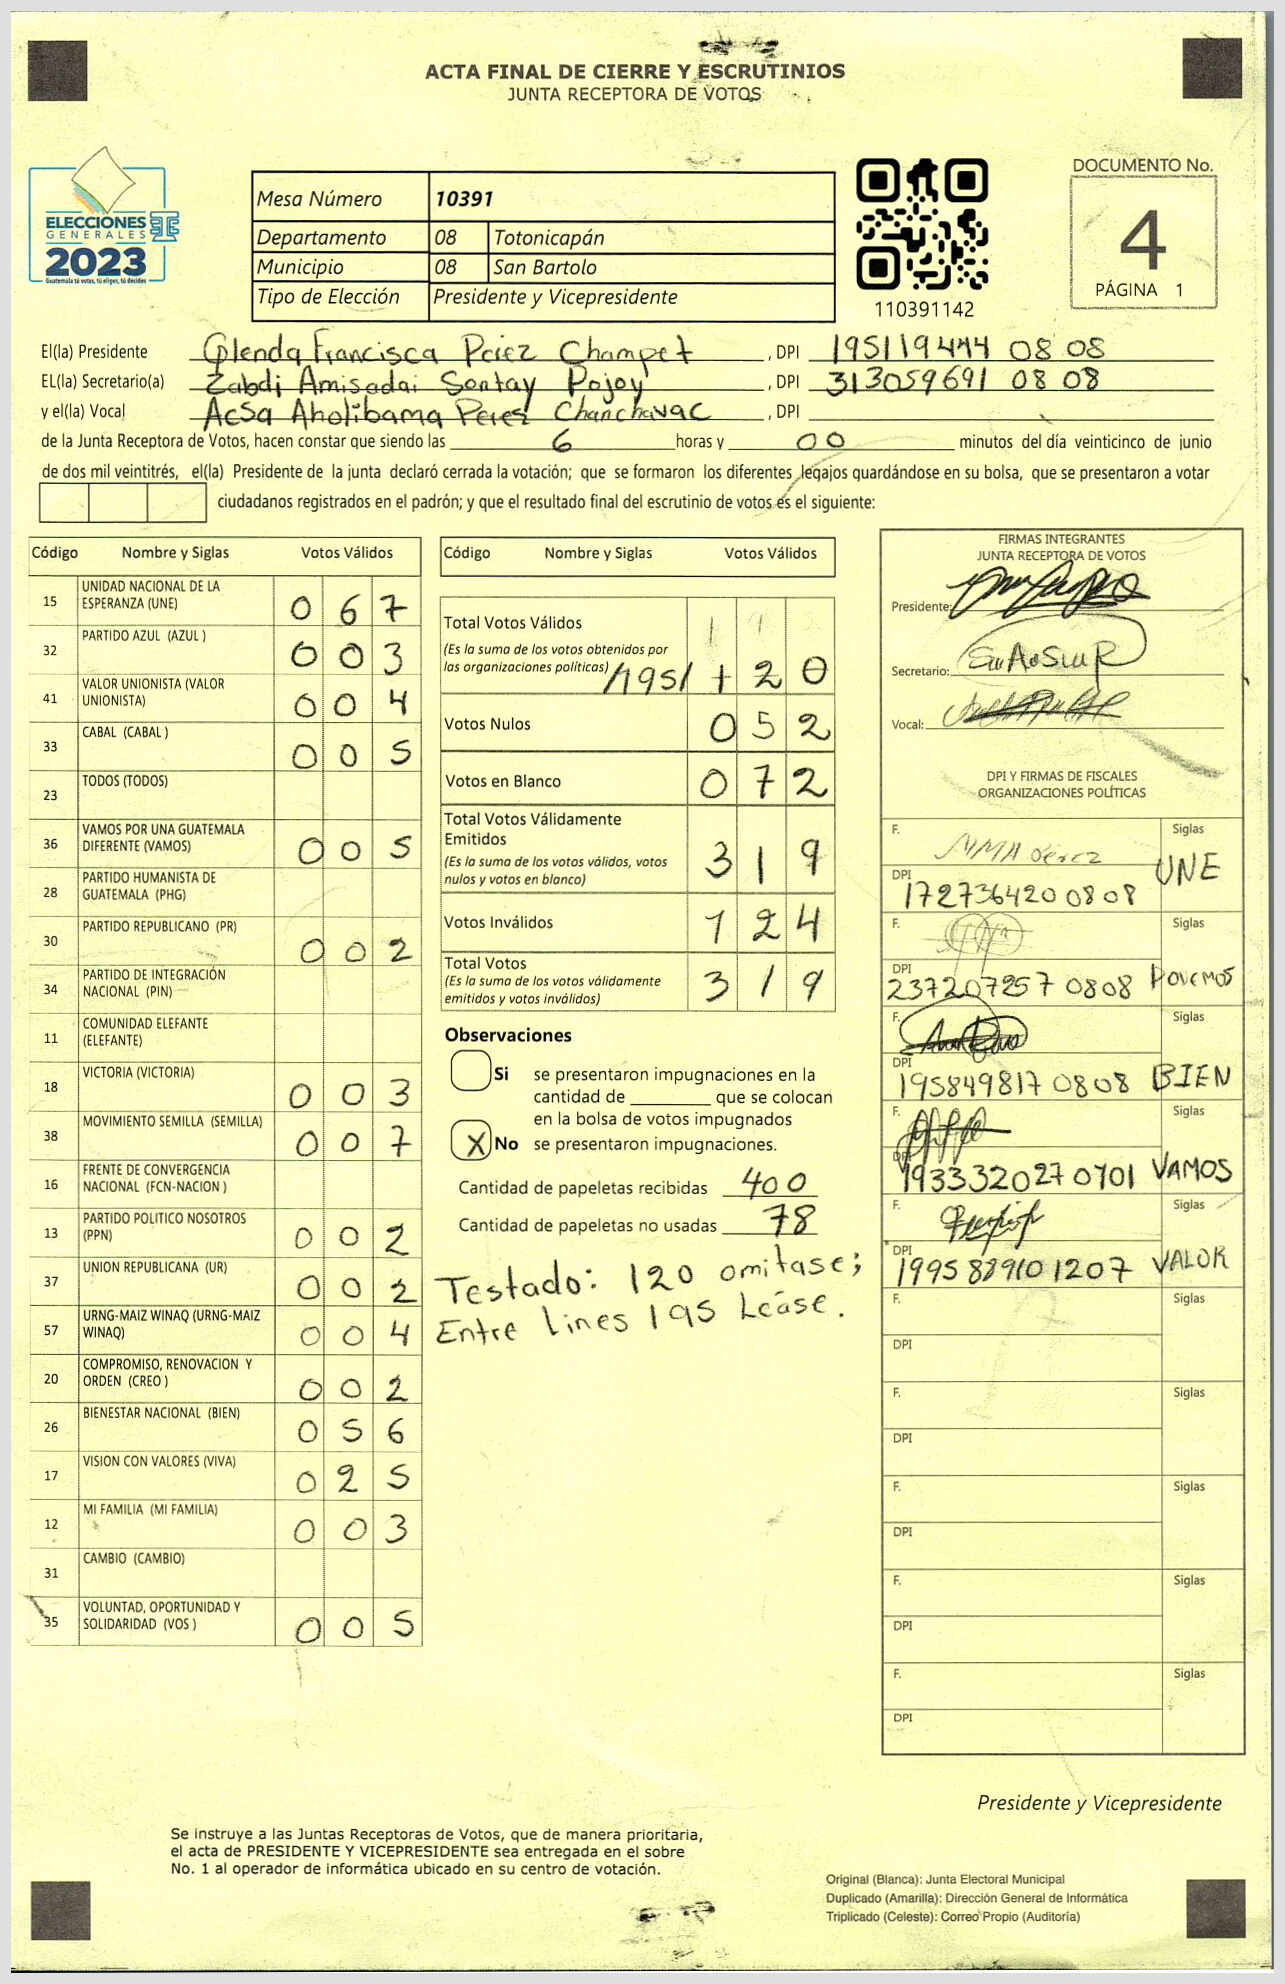 ACTA FINAL DE CIERRE Y ESCRUTINIOS
JUNTA RECEPTORA DE VOTOS
ELECCIONES
GENERALES
2023
Guatemala tú votas, tú eliges, tú decides
Mesa Número 10391
Departamento 08 Totonicapán
Municipio 08 San Bartolo
Tipo de Elección Presidente y Vicepresidente
110391142
DOCUMENTO No.
4
PÁGINA 1
El(la) Presidente Glenda Francisca Perez Champet, DPI 195119444 08 08
EL(la) Secretario(a) Zabdi Amisadai Sontay Pojoy, DPI 313059691 08 08
y el(la) Vocal Acsa Aholibama Peres Chanchavac, DPI
de la Junta Receptora de Votos, hacen constar que siendo las 6 horas y 00 minutos del día veinticinco de junio
de dos mil veintitrés, el(la) Presidente de la junta declaró cerrada la votación; que se formaron los diferentes legajos guardándose en su bolsa, que se presentaron a votar
ciudadanos registrados en el padrón; y que el resultado final del escrutinio de votos es el siguiente:
Código Nombre y Siglas Votos Válidos
15 UNIDAD NACIONAL DE LA
ESPERANZA (UNE) 0 6 7
32 PARTIDO AZUL (AZUL ) 0 0 3
41 VALOR UNIONISTA (VALOR
UNIONISTA) 0 0 4
33 CABAL (CABAL ) 0 0 5
23 TODOS (TODOS)
36 VAMOS POR UNA GUATEMALA
DIFERENTE (VAMOS) 0 0 5
28 PARTIDO HUMANISTA DE
GUATEMALA (PHG)
30 PARTIDO REPUBLICANO (PR) 0 0 2
34 PARTIDO DE INTEGRACIÓN
NACIONAL (PIN)
11 COMUNIDAD ELEFANTE
(ELEFANTE)
18 VICTORIA (VICTORIA) 0 0 3
38 MOVIMIENTO SEMILLA (SEMILLA) 0 0 7
16 FRENTE DE CONVERGENCIA
NACIONAL (FCN-NACION )
13 PARTIDO POLITICO NOSOTROS
(PPN) 0 0 2
37 UNION REPUBLICANA (UR) 0 0 2
57 URNG-MAIZ WINAQ (URNG-MAIZ
WINAQ) 0 0 4
20 COMPROMISO, RENOVACION Y
ORDEN (CREO ) 0 0 2
26 BIENESTAR NACIONAL (BIEN) 0 5 6
17 VISION CON VALORES (VIVA) 0 2 5
12 MI FAMILIA (MI FAMILIA) 0 0 3
31 CAMBIO (CAMBIO)
35 VOLUNTAD, OPORTUNIDAD Y
SOLIDARIDAD (VOS ) 0 0 5
Código Nombre y Siglas Votos Válidos
Total Votos Válidos
(Es la suma de los votos obtenidos por
las organizaciones políticas) /195/ 1 2 0
Votos Nulos 0 5 2
Votos en Blanco 0 7 2
Total Votos Válidamente
Emitidos
(Es la suma de los votos válidos, votos
nulos y votos en blanco) 3 1 9
Votos Inválidos 1 2 4
Total Votos
(Es la suma de los votos válidamente
emitidos y votos inválidos) 3 1 9
Observaciones
Si se presentaron impugnaciones en la
cantidad de ________ que se colocan
en la bolsa de votos impugnados
X No se presentaron impugnaciones.
Cantidad de papeletas recibidas 400
Cantidad de papeletas no usadas 78
Testado: 120 omitase;
Entre lines 195 Léase.
FIRMAS INTEGRANTES
JUNTA RECEPTORA DE VOTOS
Presidente:
Secretario:
Vocal:
DPI Y FIRMAS DE FISCALES
ORGANIZACIONES POLÍTICAS
F. Siglas
UNE
DPI 172736420 08 08
F. Siglas
DPI 237207257 0808 Povemos
F. Siglas
DPI 195849817 0808 BIEN
F. Siglas
DPI 193332027 0701 VAMOS
F. Siglas
DPI 199588910 1207 VALOR
F. Siglas
DPI
F. Siglas
DPI
F. Siglas
DPI
F. Siglas
DPI
F. Siglas
DPI
Presidente y Vicepresidente
Se instruye a las Juntas Receptoras de Votos, que de manera prioritaria,
el acta de PRESIDENTE Y VICEPRESIDENTE sea entregada en el sobre
No. 1 al operador de informática ubicado en su centro de votación.
Original (Blanca): Junta Electoral Municipal
Duplicado (Amarilla): Dirección General de Informática
Triplicado (Celeste): Correo Propio (Auditoría)